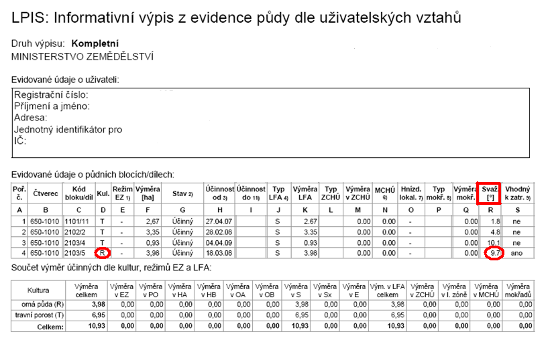 LPIS: Informativní výpis z evidence půdy dle uživatelských vztahů
Druh výpisu: Kompletní
MINISTERSTVO ZEMĚDĚLSTVÍ
Evidované údaje o uživateli:
Registrační číslo:
Příjmení a jméno:
Adresa:
Jednotný identifikátor pro
IČ:
Evidované údaje o půdních blocích/dílech:
Poř. č. Čtverec Kód bloku/díl Kul. Režim EZ 1) Výměra [ha] Stav 2) Účinnost od 3) Účinnost do 13) Typ LFA 4) Výměra LFA Typ ZCHÚ Výměra v ZCHÚ MCHÚ Hnízd. lokal. 7) Typ mokř. 8) Výměra mokř. Svaž. [°] Vhodný k zatr. 9)
A B C D E F G H I J K L M N O P Q R S
1 650-1010 1101/11 T - 2,67 Účinný 27.04.07 S 2.67 0.00 0.00 0.00 1.8 ne
2 650-1010 2102/2 T - 3,35 Účinný 28.02.08 S 3.35 0.00 0.00 0.00 4.8 ne
3 650-1010 2103/4 T - 0,93 Účinný 04.04.09 S 0.93 0.00 0.00 0.00 10.1 ne
4 650-1010 2103/5 R - 3,98 Účinný 18.03.08 S 3.98 0.00 0.00 0.00 9.7 ano
Součet výměr účinných dle kultur, režimů EZ a LFA:
Kultura Výměra celkem Výměra v EZ Výměra v PO Výměra v HA Výměra v HB Výměra v OA Výměra v OB Výměra v S Výměra v Sx Výměra v E Vým. v LFA celkem Výměra v ZCHÚ Výměra v I. zóně Výměra v MCHÚ Výměra mokřadů
orná půda (R) 3,98 0,00 0,00 0,00 0,00 0,00 0,00 3,98 0,00 0,00 3,98 0,00 0,00 0,00 0,00
travní porost (T) 6,95 0,00 0,00 0,00 0,00 0,00 0,00 6,95 0,00 0,00 6,95 0,00 0,00 0,00 0,00
Celkem: 10,93 0,00 0,00 0,00 0,00 0,00 0,00 10,93 0,00 0,00 10,93 0,00 0,00 0,00 0,00